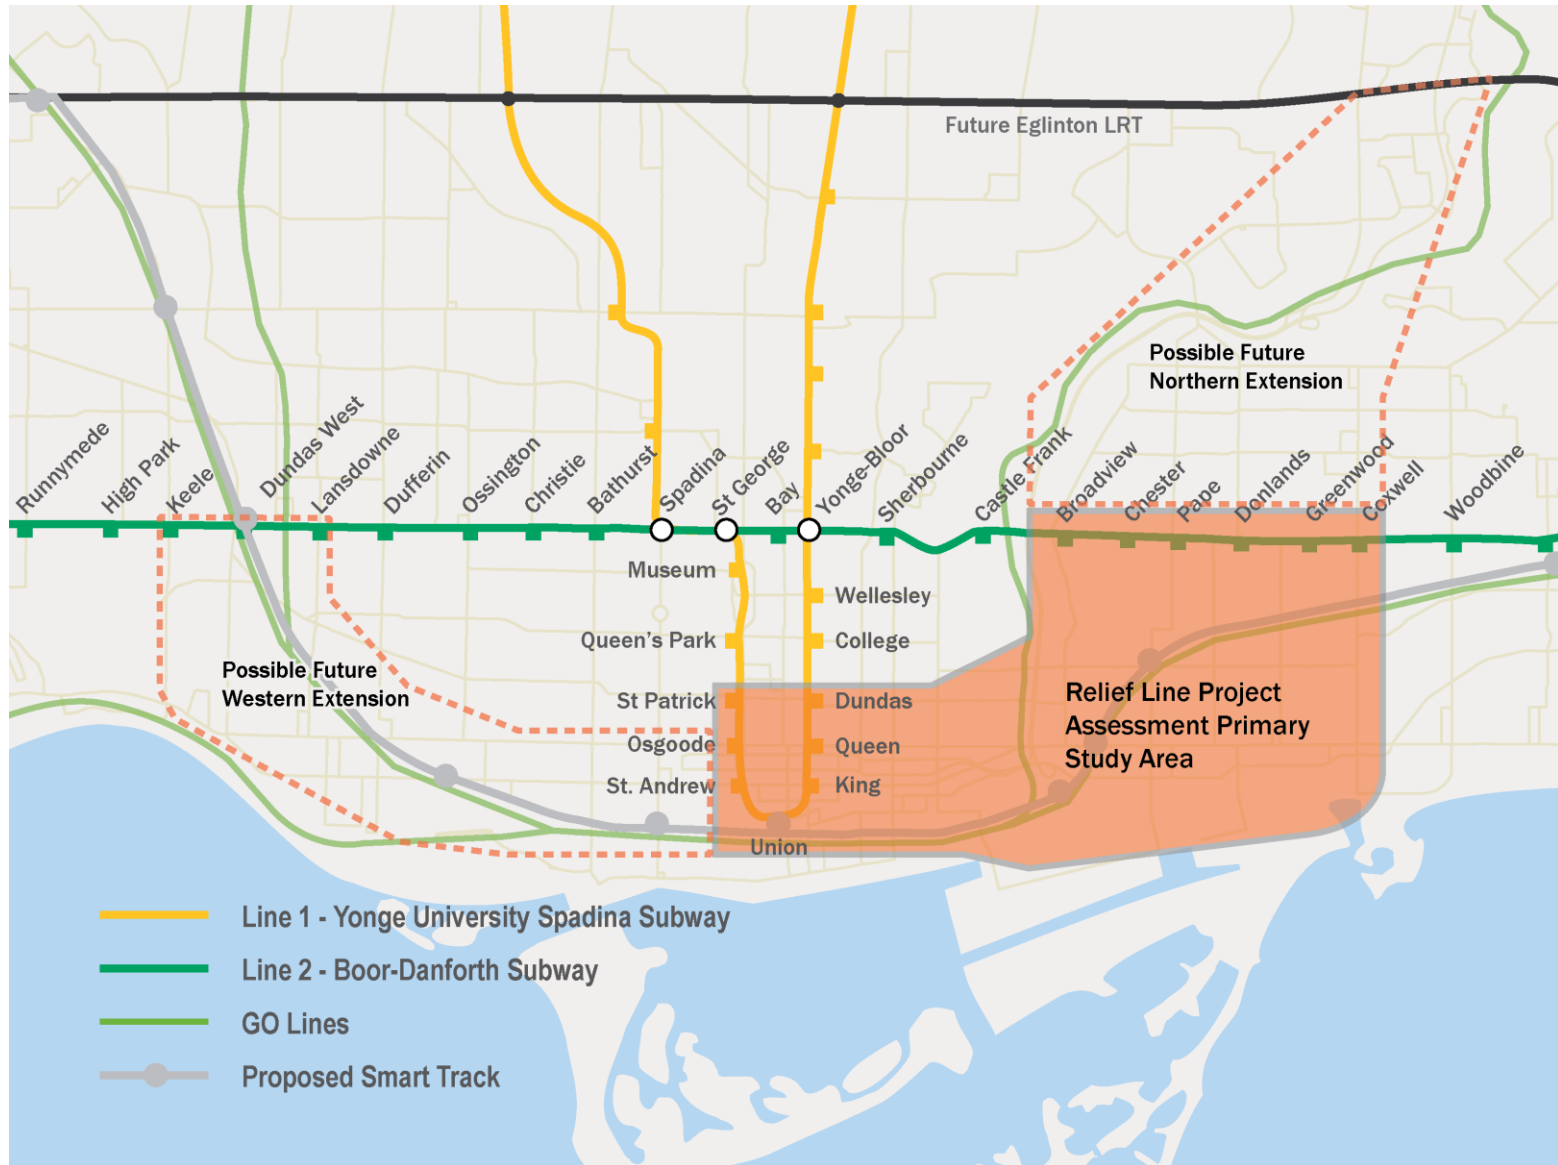 Future Eglinton LRT
Possible Future
Northern Extension
Runnymede
High Park
Keele
Dundas West
Lansdowne
Dufferin
Ossington
Christie
Bathurst
Spadina
St George
Bay
Yonge-Bloor
Sherbourne
Castle Frank
Broadview
Chester
Pape
Donlands
Greenwood
Coxwell
Woodbine
Museum
Wellesley
Queen's Park
College
Possible Future
Western Extension
St Patrick
Dundas
Relief Line Project
Assessment Primary
Study Area
Osgoode
Queen
St. Andrew
King
Union
Line 1 - Yonge University Spadina Subway
Line 2 - Boor-Danforth Subway
GO Lines
Proposed Smart Track